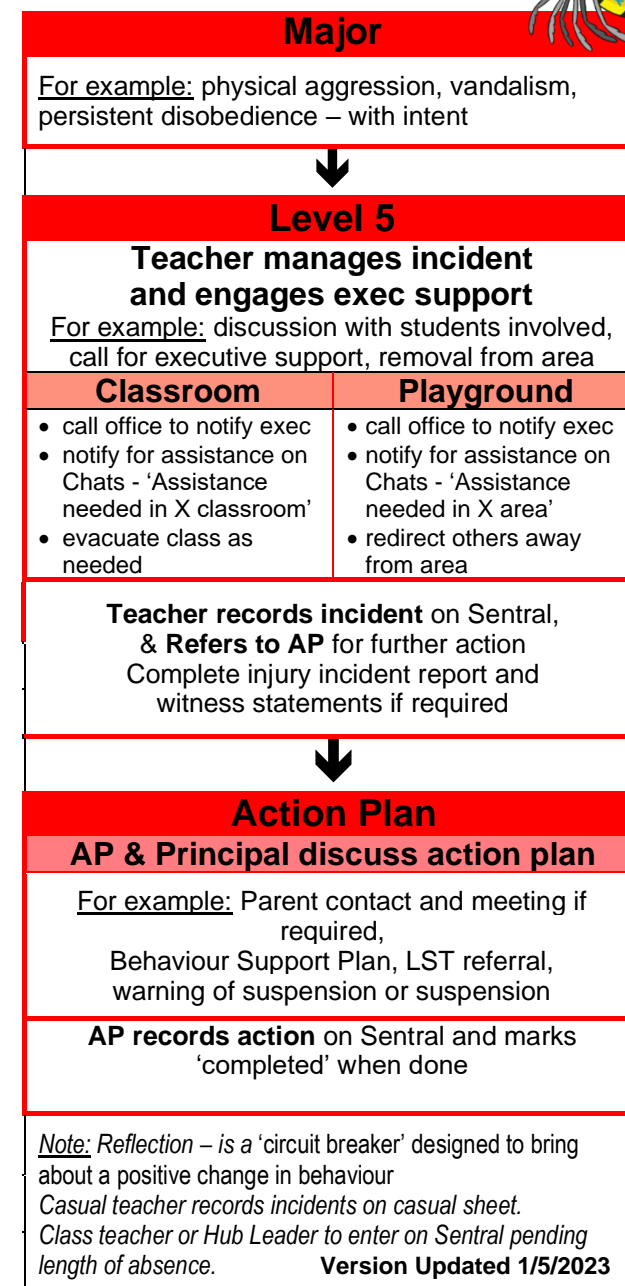 Major
For example: physical aggression, vandalism,
persistent disobedience – with intent
Level 5
Teacher manages incident
and engages exec support
For example: discussion with students involved,
call for executive support, removal from area
Classroom
• call office to notify exec
• notify for assistance on
Chats - ‘Assistance
needed in X classroom’
• evacuate class as
needed
Playground
• call office to notify exec
• notify for assistance on
Chats - ‘Assistance
needed in X area’
• redirect others away
from area
Teacher records incident on Sentral,
& Refers to AP for further action
Complete injury incident report and
witness statements if required
Action Plan
AP & Principal discuss action plan
For example: Parent contact and meeting if
required,
Behaviour Support Plan, LST referral,
warning of suspension or suspension
AP records action on Sentral and marks
‘completed’ when done
Note: Reflection – is a ‘circuit breaker’ designed to bring
about a positive change in behaviour
Casual teacher records incidents on casual sheet.
Class teacher or Hub Leader to enter on Sentral pending
length of absence. Version Updated 1/5/2023